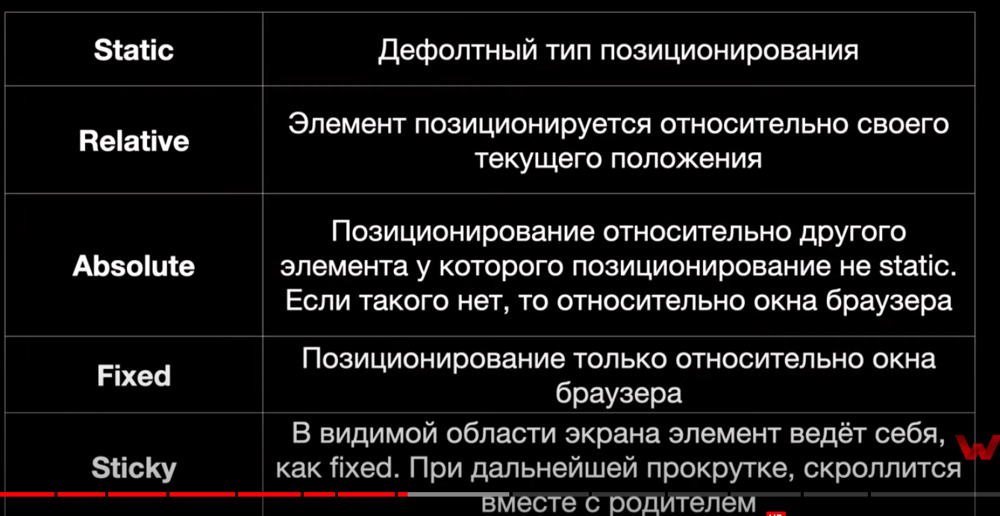 Static
Дефолтный тип позиционирования
Relative
Элемент позиционируется относительно своего
текущего положения
Absolute
Позиционирование относительно другого
элемента у которого позиционирование не static.
Если такого нет, то относительно окна браузера
Fixed
Позиционирование только относительно окна
браузера
Sticky
В видимой области экрана элемент ведёт себя,
как fixed. При дальнейшей прокрутке, скроллится
вместе с родителем